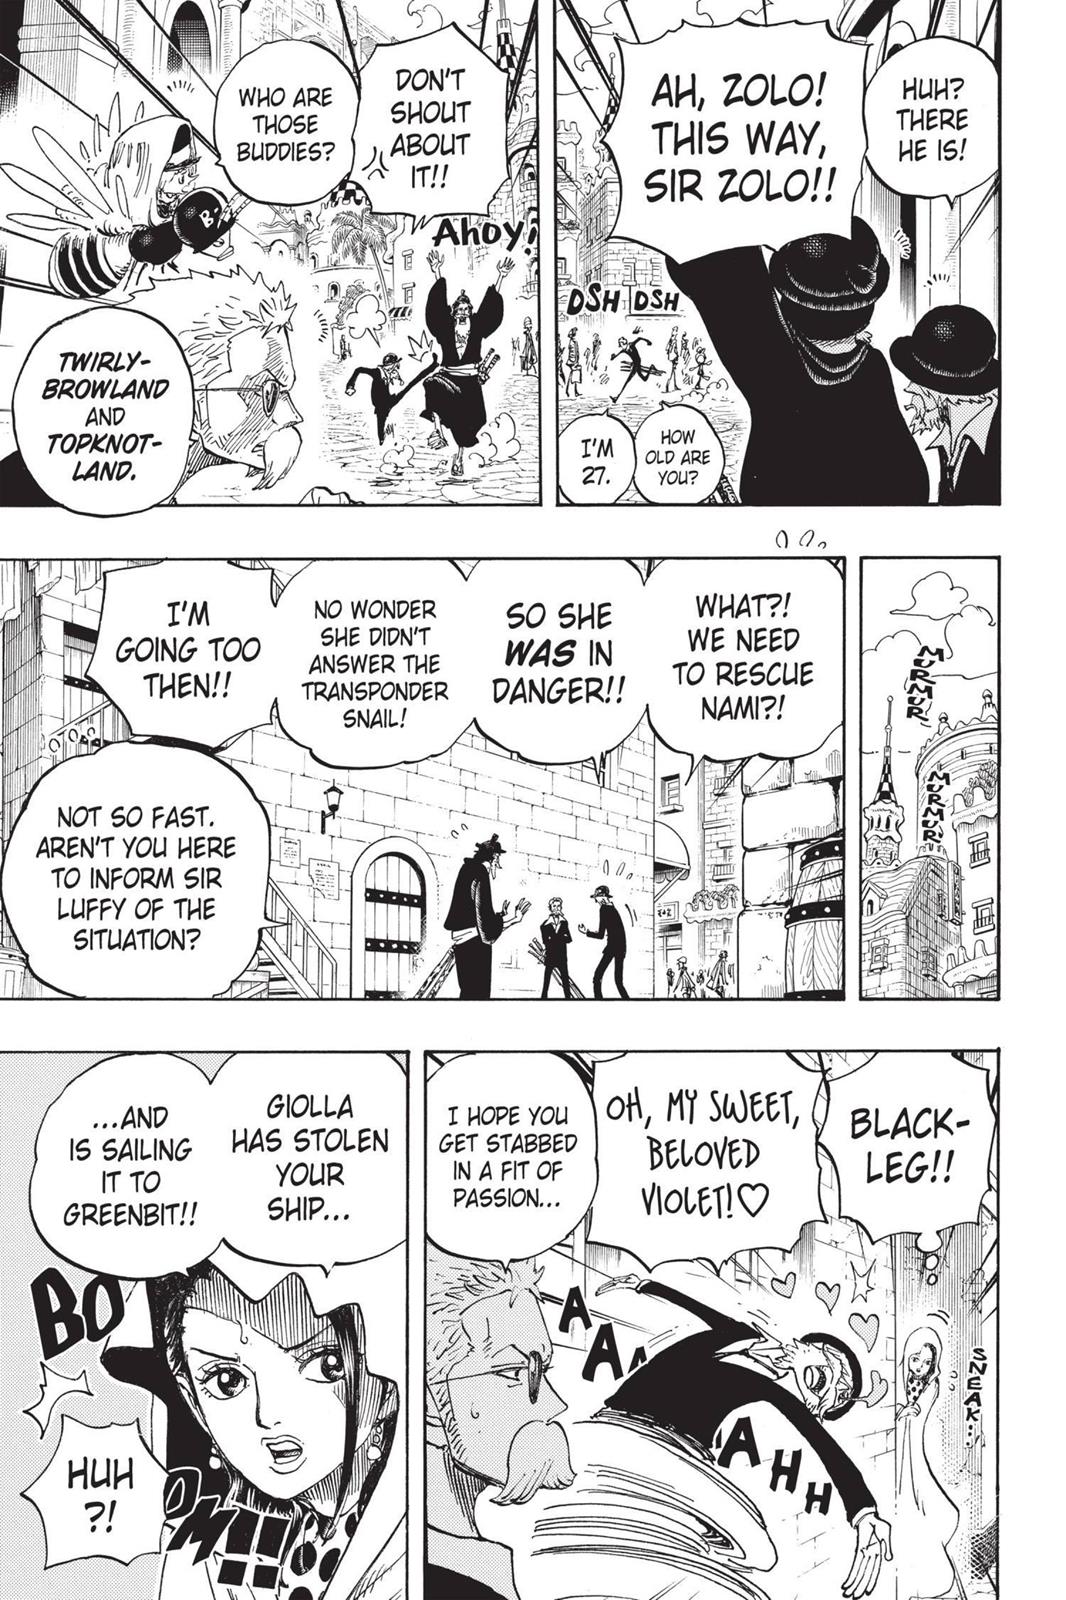 HUH?
THERE
HE IS!
AH, ZOLO!
THIS WAY,
SIR ZOLO!!
DSH DSH
HOW
OLD ARE
YOU?
I'M
27.
DON'T
SHOUT
ABOUT
IT!!
Ahoy!
WHO ARE
THOSE
BUDDIES?
B.
TWIRLY-
BROWLAND
AND
TOPKNOT-
LAND.
MURMUR
MURMUR
WHAT?!
WE NEED
TO RESCUE
NAMI?!
SO SHE
WAS IN
DANGER!!
NO WONDER
SHE DIDN'T
ANSWER THE
TRANSPONDER
SNAIL!
I'M
GOING TOO
THEN!!
NOT SO FAST.
AREN'T YOU HERE
TO INFORM SIR
LUFFY OF THE
SITUATION?
BLACK-
LEG!!
SNEAK...
OH, MY SWEET,
BELOVED
VIOLET!♡
AAA
AHH
I HOPE YOU
GET STABBED
IN A FIT OF
PASSION...
GIOLLA
HAS STOLEN
YOUR
SHIP...
...AND
IS SAILING
IT TO
GREENBIT!!
BO
OM
HUH
?!